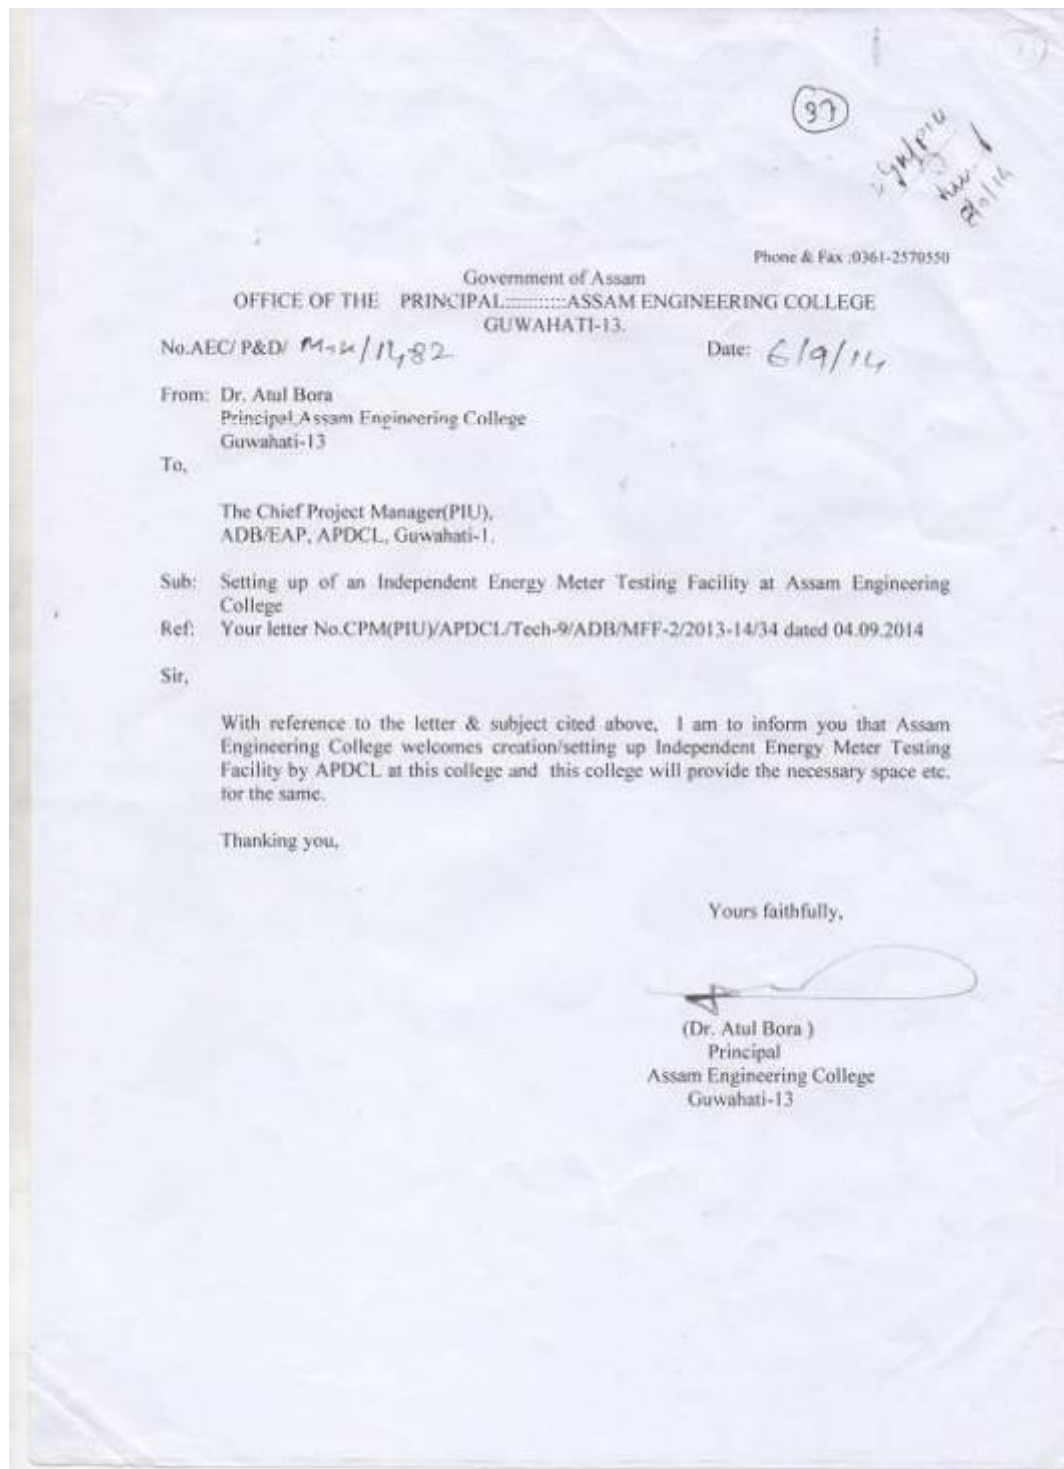 37
Phone & Fax :0361-2570550
Government of Assam
OFFICE OF THE PRINCIPAL:::::::::::ASSAM ENGINEERING COLLEGE
GUWAHATI-13.
No.AEC/ P&D/
Date: 6/9/14
From: Dr. Atul Bora
Principal,Assam Engineering College
Guwahati-13
To,
The Chief Project Manager(PIU),
ADB/EAP, APDCL, Guwahati-1.
Sub: Setting up of an Independent Energy Meter Testing Facility at Assam Engineering
College
Ref: Your letter No.CPM(PIU)/APDCL/Tech-9/ADB/MFF-2/2013-14/34 dated 04.09.2014
Sir,
With reference to the letter & subject cited above, I am to inform you that Assam
Engineering College welcomes creation/setting up Independent Energy Meter Testing
Facility by APDCL at this college and this college will provide the necessary space etc.
for the same.
Thanking you,
Yours faithfully,
(Dr. Atul Bora )
Principal
Assam Engineering College
Guwahati-13